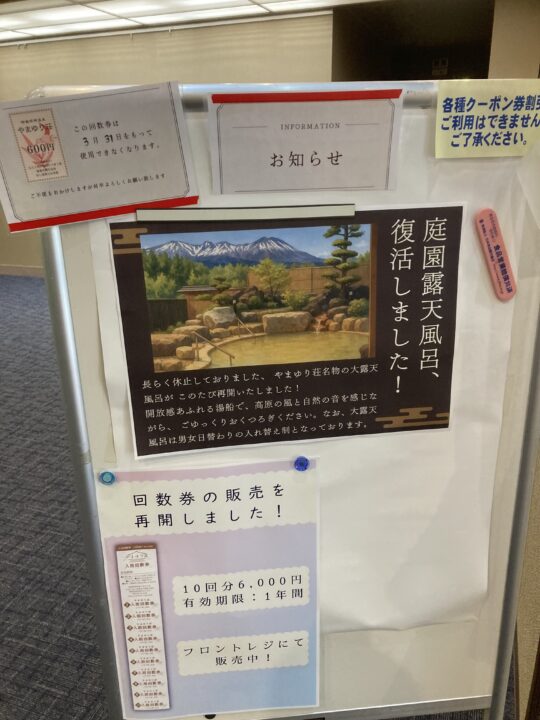 やまゆり荘
600円
この回数券は
3月31日をもって
使用できなくなります。
ご不便をおかけしますが何卒よろしくお願い致します
INFORMATION
お知らせ
各種クーポン券割引
ご利用はできません
ご了承ください。
庭園露天風呂、
復活しました！
長らく休止しておりました、やまゆり荘名物の大露天
風呂が このたび再開いたしました！
開放感あふれる湯船で、高原の風と自然の音を感じな
がら、ごゆっくりおくつろぎください。なお、大露天
風呂は男女日替わりの入れ替え制となっております。
回数券の販売を
再開しました！
入館回数券
10回分6,000円
有効期限：1年間
フロントレジにて
販売中！